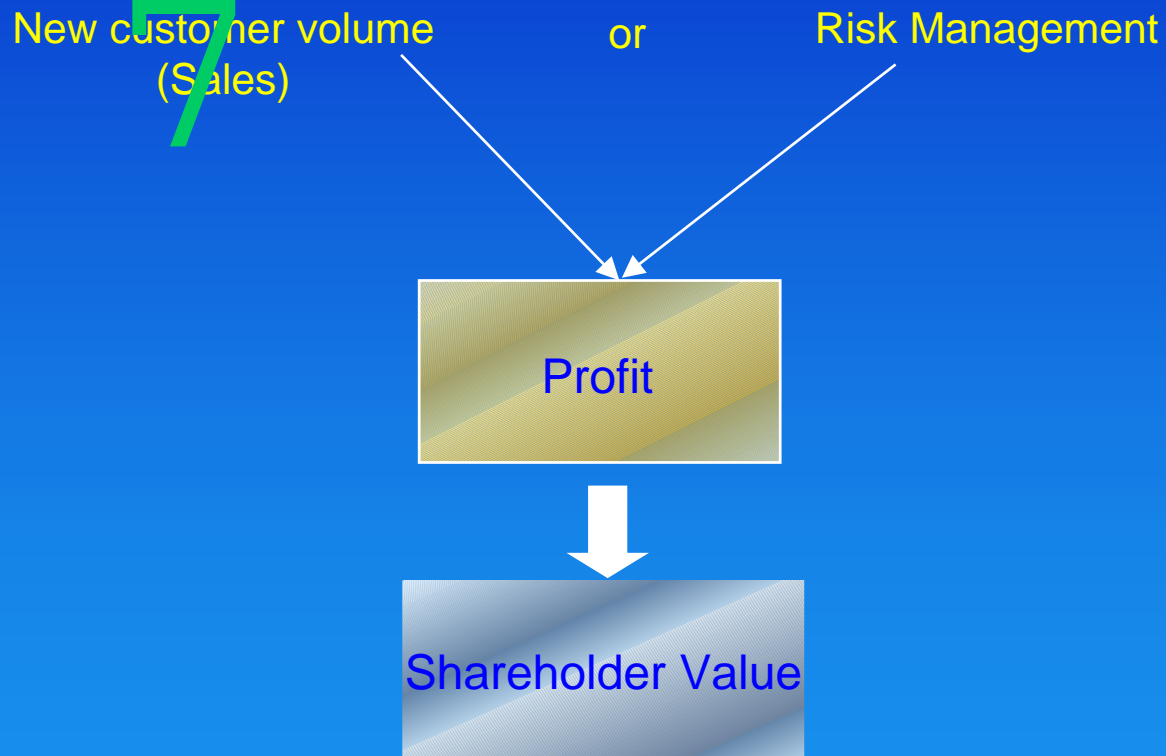 7
New customer volume
(Sales)
or
Risk Management
Profit
Shareholder Value